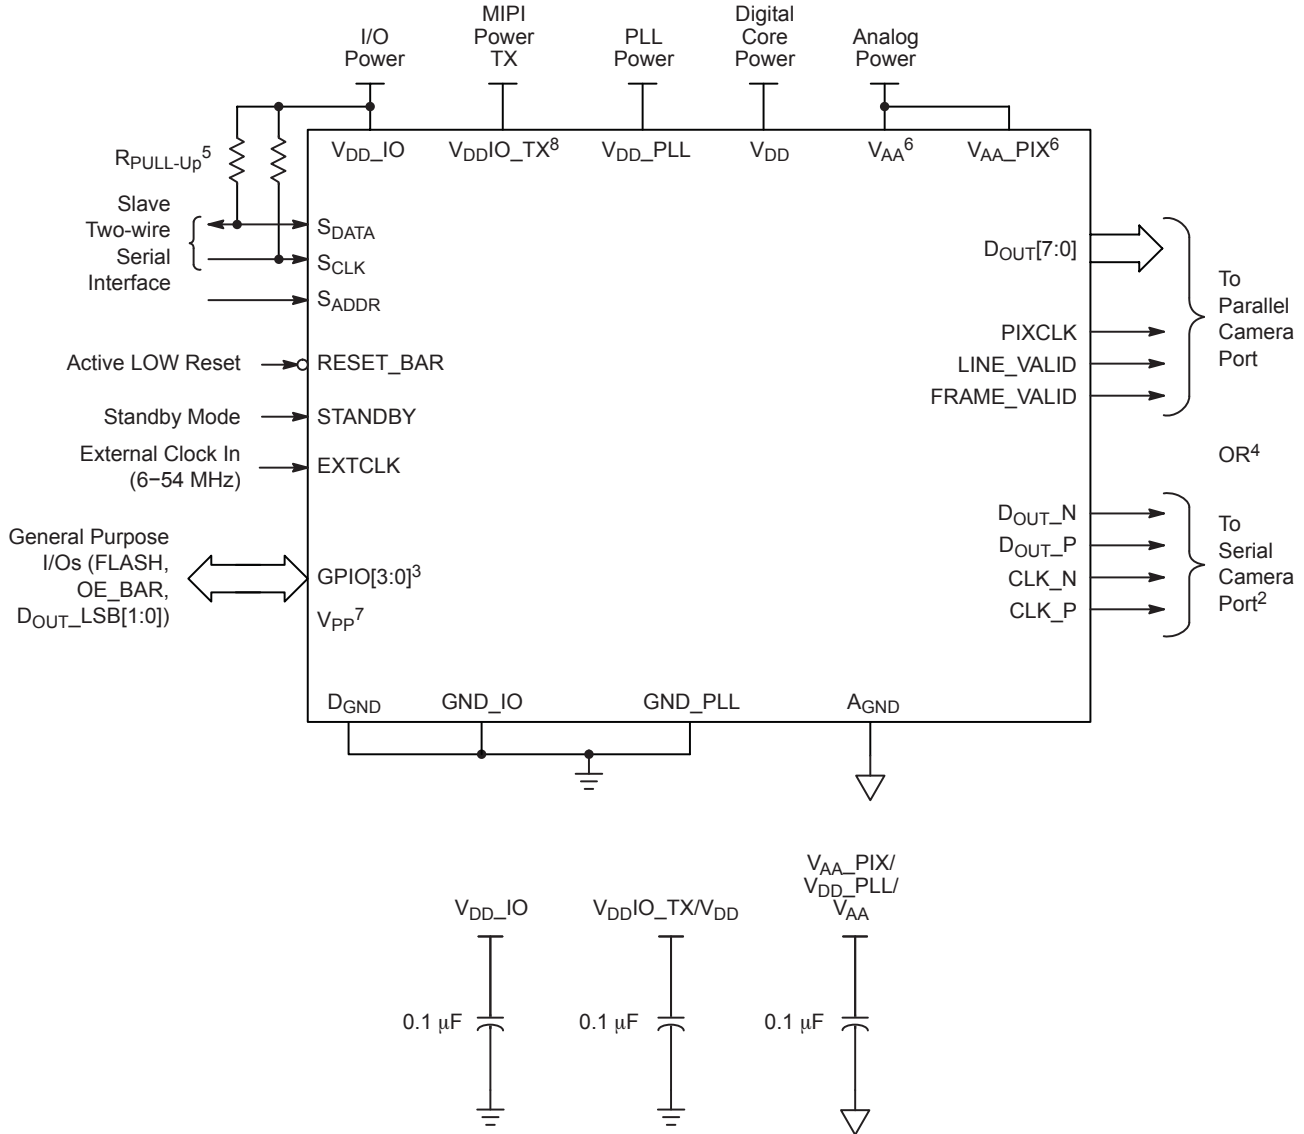 I/O
Power
MIPI
Power
TX
PLL
Power
Digital
Core
Power
Analog
Power
RPULL-Up5
VDD_IO
VDDIO_TX8
VDD_PLL
VDD
VAA6
VAA_PIX6
Slave
Two-wire
Serial
Interface
SDATA
SCLK
SADDR
Active LOW Reset
RESET_BAR
Standby Mode
STANDBY
External Clock In
(6−54 MHz)
EXTCLK
General Purpose
I/Os (FLASH,
OE_BAR,
DOUT_LSB[1:0])
GPIO[3:0]3
VPP7
DOUT[7:0]
PIXCLK
LINE_VALID
FRAME_VALID
To
Parallel
Camera
Port
OR4
DOUT_N
DOUT_P
CLK_N
CLK_P
To
Serial
Camera
Port2
DGND
GND_IO
GND_PLL
AGND
VDD_IO
0.1 μF
VDDIO_TX/VDD
0.1 μF
VAA_PIX/
VDD_PLL/
VAA
0.1 μF